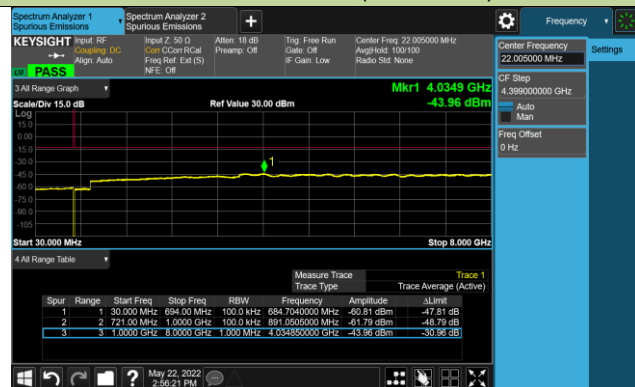 Spectrum Analyzer 1
Spurious Emissions
Spectrum Analyzer 2
Spurious Emissions
Frequency
KEYSIGHT
Input: RF
Coupling: DC
Align: Auto
Input Z: 50 Ω
Corr CCorr RCal
Freq Ref: Ext (S)
NFE: Off
Atten: 18 dB
Preamp: Off
Trig: Free Run
Gate: Off
IF Gain: Low
Center Freq: 22.005000 MHz
Avg|Hold: 100/100
Radio Std: None
PASS
Center Frequency
22.005000 MHz
Settings
CF Step
4.399000000 GHz
Auto
Man
Freq Offset
0 Hz
3 All Range Graph
Mkr1 4.0349 GHz
-43.96 dBm
Scale/Div 15.0 dB
Ref Value 30.00 dBm
Log
15.0
0.00
-15.0
-30.0
-45.0
-60.0
-75.0
-90.0
-105
1
Start 30.000 MHz
Stop 8.000 GHz
4 All Range Table
Measure Trace Trace 1
Trace Type Trace Average (Active)
Spur Range Start Freq Stop Freq RBW Frequency Amplitude ΔLimit
1 1 30.000 MHz 694.00 MHz 100.0 kHz 684.7040000 MHz -60.81 dBm -47.81 dB
2 2 721.00 MHz 1.0000 GHz 100.0 kHz 891.0505000 MHz -61.79 dBm -48.79 dB
3 3 1.0000 GHz 8.0000 GHz 1.000 MHz 4.034850000 GHz -43.96 dBm -30.96 dB
May 22, 2022
2:56:21 PM